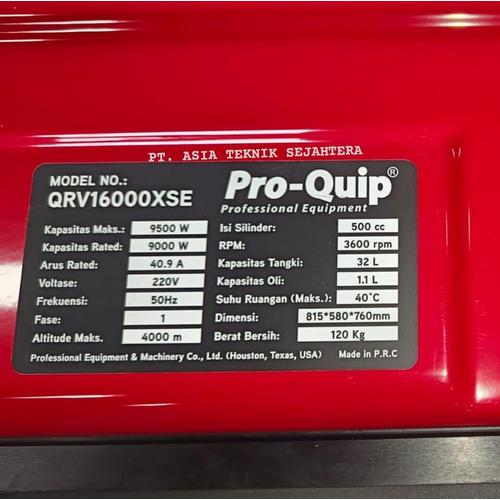 PT. ASIA TEKNIK SEJAHTERA
MODEL NO.:
QRV16000XSE
Pro-Quip®
Professional Equipment
Kapasitas Maks.: 9500 W
Kapasitas Rated: 9000 W
Arus Rated: 40.9 A
Voltase: 220V
Frekuensi: 50Hz
Fase: 1
Altitude Maks. 4000 m
Isi Silinder: 500 cc
RPM: 3600 rpm
Kapasitas Tangki: 32 L
Kapasitas Oli: 1.1 L
Suhu Ruangan (Maks.): 40°C
Dimensi: 815*580*760mm
Berat Bersih: 120 Kg
Professional Equipment & Machinery Co., Ltd. (Houston, Texas, USA) Made in P.R.C